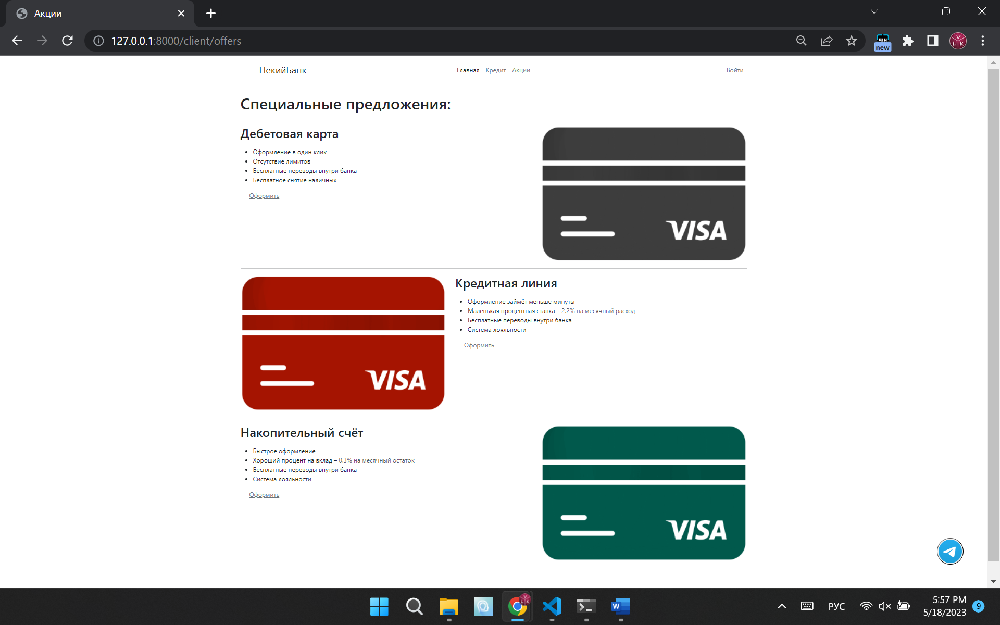 Акции
127.0.0.1:8000/client/offers
new
НекийБанк
Главная Кредит Акции
Войти
Специальные предложения:
Дебетовая карта
Оформление в один клик
Отсутствие лимитов
Бесплатные переводы внутри банка
Бесплатное снятие наличных
Оформить
VISA
Кредитная линия
Оформление займёт меньше минуты
Маленькая процентная ставка – 2.2% на месячный расход
Бесплатные переводы внутри банка
Система лояльности
Оформить
VISA
Накопительный счёт
Быстрое оформление
Хороший процент на вклад – 0.3% на месячный остаток
Бесплатные переводы внутри банка
Система лояльности
Оформить
VISA
РУС
5:57 PM
5/18/2023
9